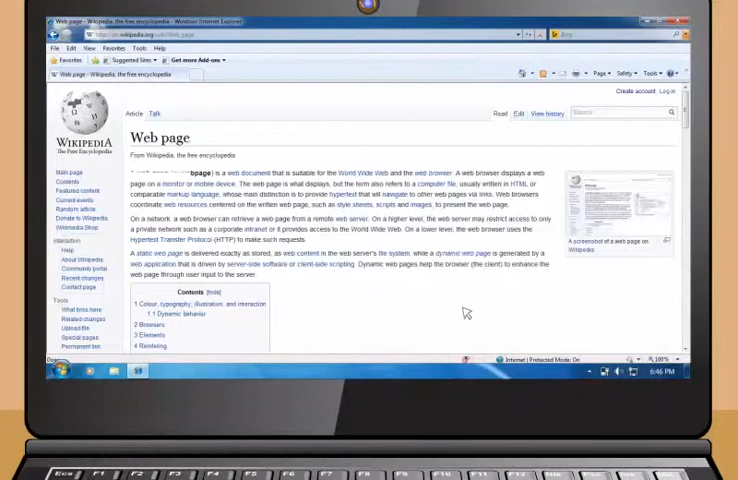 Web page - Wikipedia, the free encyclopedia - Windows Internet Explorer
Bing
File Edit View Favorites Tools Help
Favorites Suggested Sites Get more Add-ons
Web page - Wikipedia, the free encyclopedia
Page Safety Tools
Create account Log in
Article Talk Read Edit View history Search
WIKIPEDIA
The Free Encyclopedia
Web page
From Wikipedia, the free encyclopedia
bpage) is a web document that is suitable for the World Wide Web and the web browser. A web browser displays a web
page on a monitor or mobile device. The web page is what displays, but the term also refers to a computer file, usually written in HTML or
comparable markup language, whose main distinction is to provide hypertext that will navigate to other web pages via links. Web browsers
coordinate web resources centered on the written web page, such as style sheets, scripts and images, to present the web page.
On a network, a web browser can retrieve a web page from a remote web server. On a higher level, the web server may restrict access to only
a private network such as a corporate intranet or it provides access to the World Wide Web. On a lower level, the web browser uses the
Hypertext Transfer Protocol (HTTP) to make such requests.
A static web page is delivered exactly as stored, as web content in the web server's file system, while a dynamic web page is generated by a
web application that is driven by server-side software or client-side scripting. Dynamic web pages help the browser (the client) to enhance the
web page through user input to the server.
A screenshot of a web page on
Wikipedia
Contents [hide]
1 Colour, typography, illustration, and interaction
1.1 Dynamic behavior
2 Browsers
3 Elements
4 Rendering
Main page
Contents
Featured content
Current events
Random article
Donate to Wikipedia
Wikimedia Shop
Interaction
Help
About Wikipedia
Community portal
Recent changes
Contact page
Tools
What links here
Related changes
Upload file
Special pages
Permanent link
Internet | Protected Mode: On 100%
6:46 PM
Esc F1 F2 F3 F4 F5 F6 F7 F8 F9 F10 F11 F12